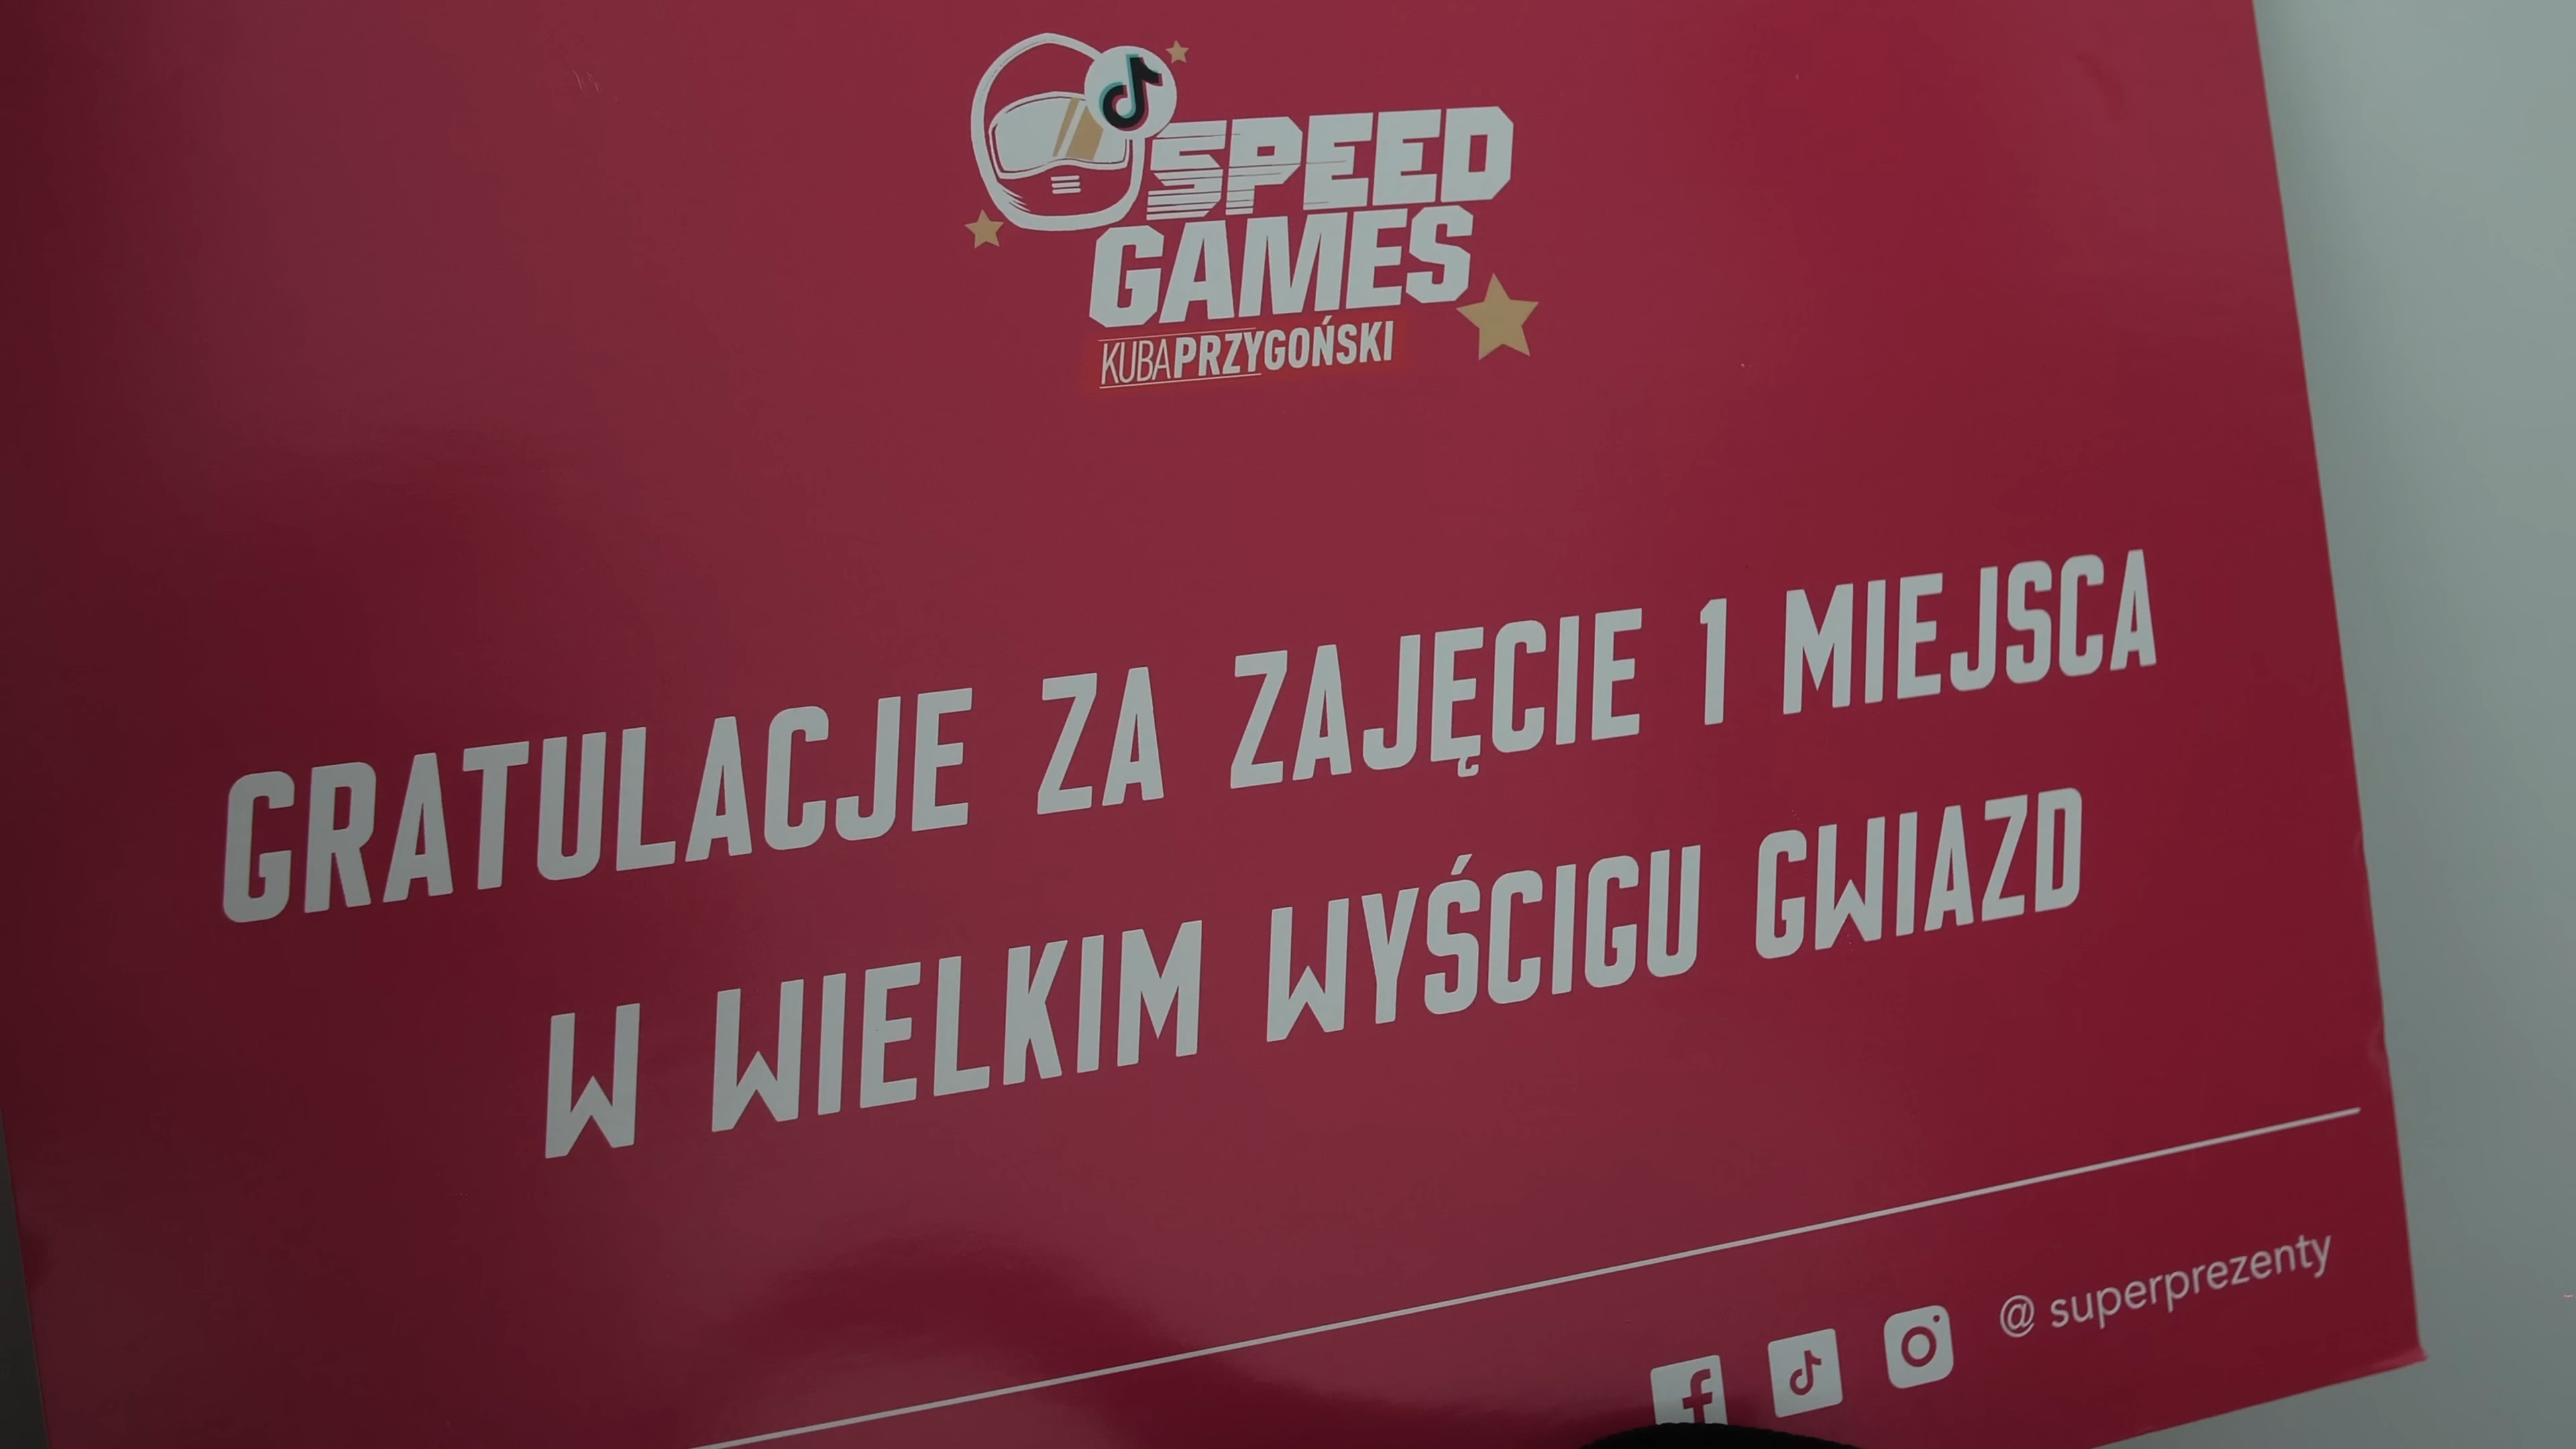 SPEED
GAMES
KUBAPRZYGOŃSKI
GRATULACJE ZA ZAJĘCIE 1 MIEJSCA
W WIELKIM WYŚCIGU GWIAZD
@ superprezenty